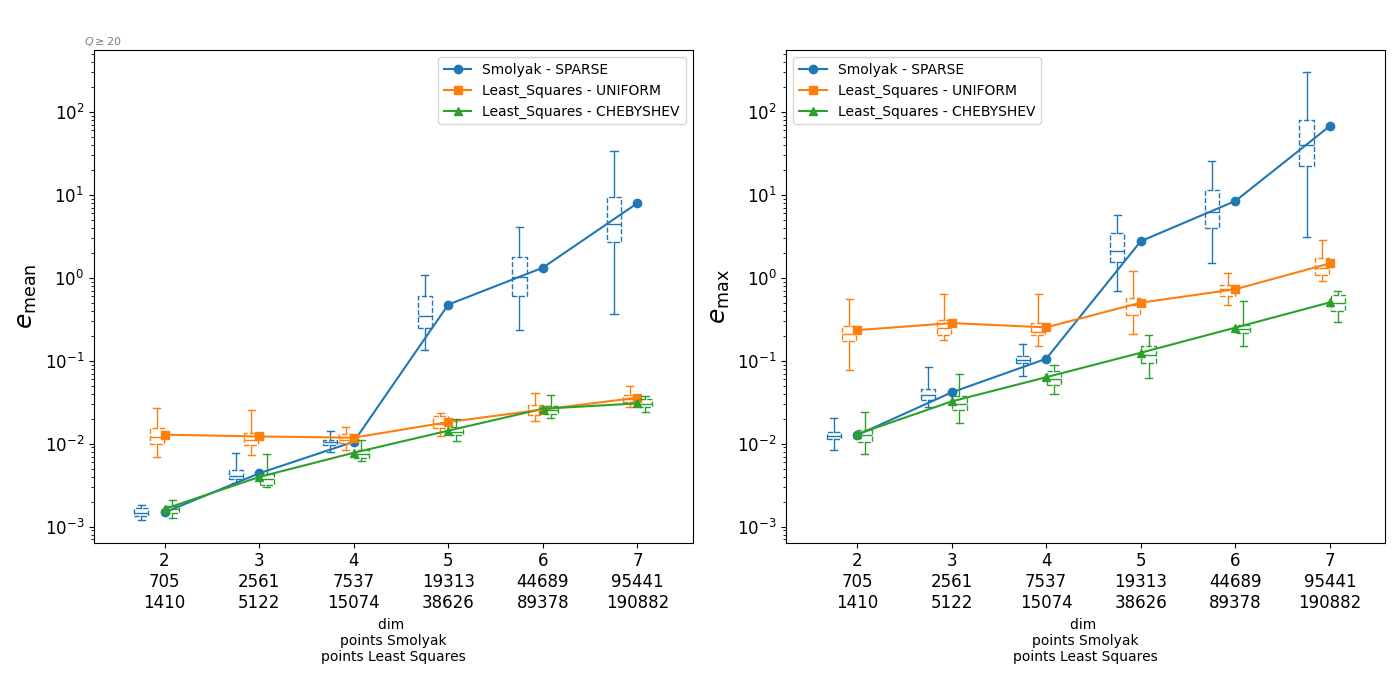 Q ≥ 20
Smolyak - SPARSE
Least_Squares - UNIFORM
Least_Squares - CHEBYSHEV
10²
10¹
10⁰
10⁻¹
10⁻²
10⁻³
e_mean
2 3 4 5 6 7
705 2561 7537 19313 44689 95441
1410 5122 15074 38626 89378 190882
dim
points Smolyak
points Least Squares
Smolyak - SPARSE
Least_Squares - UNIFORM
Least_Squares - CHEBYSHEV
10²
10¹
10⁰
10⁻¹
10⁻²
10⁻³
e_max
2 3 4 5 6 7
705 2561 7537 19313 44689 95441
1410 5122 15074 38626 89378 190882
dim
points Smolyak
points Least Squares